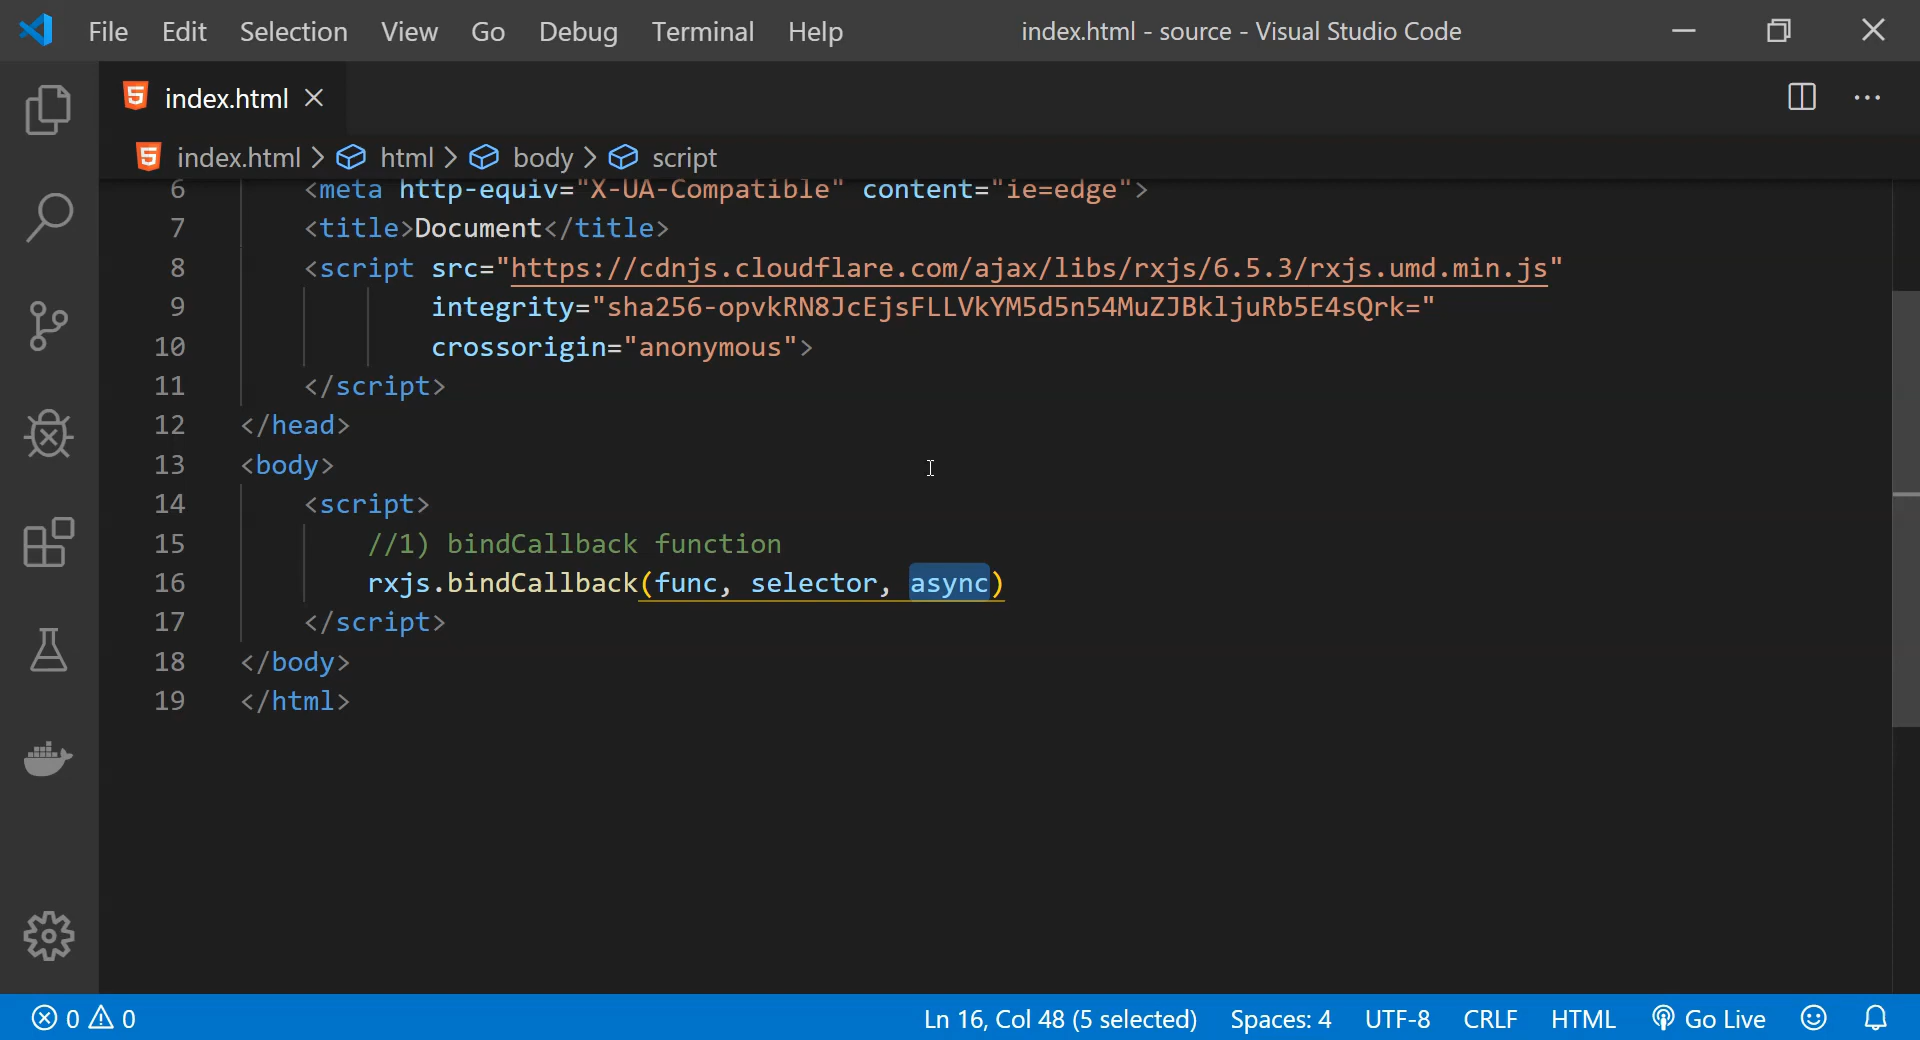 File Edit Selection View Go Debug Terminal Help index.html - source - Visual Studio Code
index.html
index.html > html > body > script
6 <meta http-equiv="X-UA-Compatible" content="ie=edge">
7 <title>Document</title>
8 <script src="https://cdnjs.cloudflare.com/ajax/libs/rxjs/6.5.3/rxjs.umd.min.js"
9 integrity="sha256-opvkRN8JcEjsFLLVkYM5d5n54MuZJBkljuRb5E4sQrk="
10 crossorigin="anonymous">
11 </script>
12 </head>
13 <body>
14 <script>
15 //1) bindCallback function
16 rxjs.bindCallback(func, selector, async)
17 </script>
18 </body>
19 </html>
0 0 Ln 16, Col 48 (5 selected) Spaces: 4 UTF-8 CRLF HTML Go Live